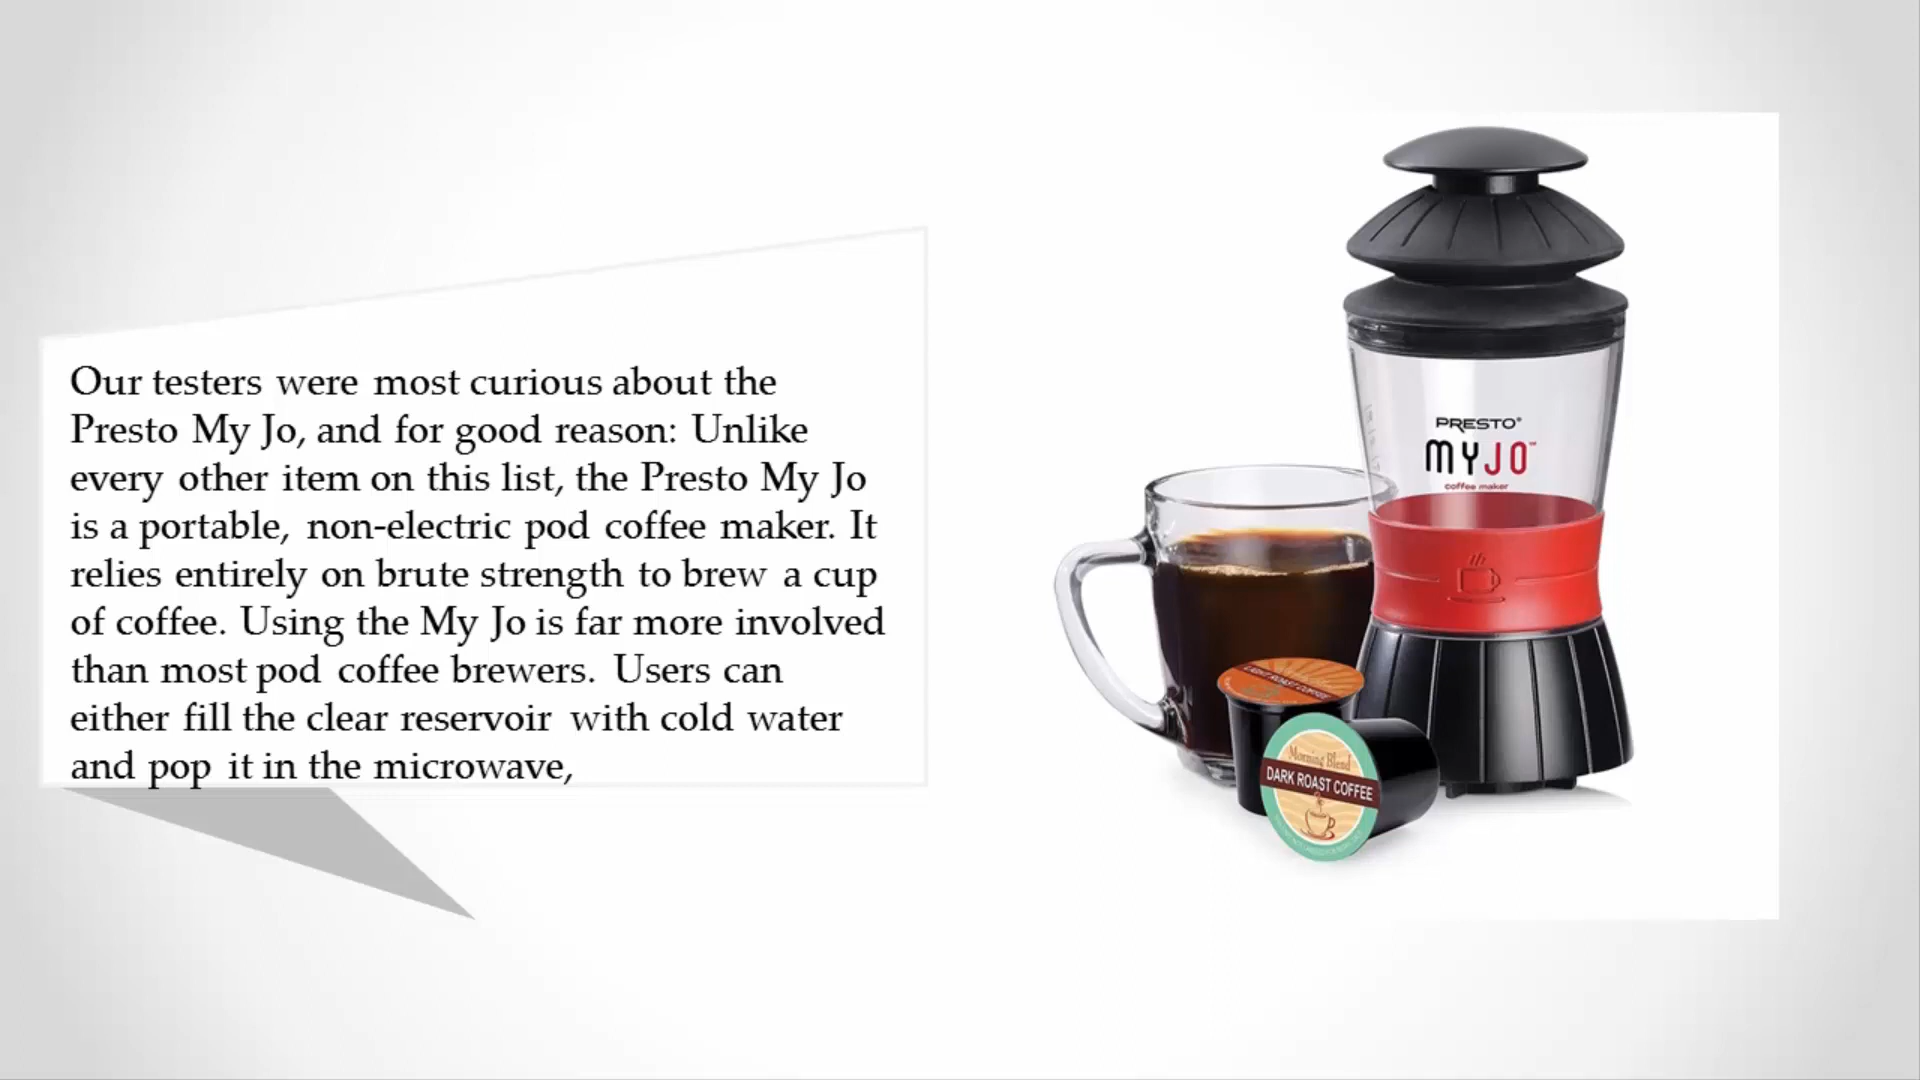 Our testers were most curious about the
Presto My Jo, and for good reason: Unlike
every other item on this list, the Presto My Jo
is a portable, non-electric pod coffee maker. It
relies entirely on brute strength to brew a cup
of coffee. Using the My Jo is far more involved
than most pod coffee brewers. Users can
either fill the clear reservoir with cold water
and pop it in the microwave,
PRESTO®
MYJO™
coffee maker
LIGHT ROAST COFFEE
Morning Blend
DARK ROAST COFFEE